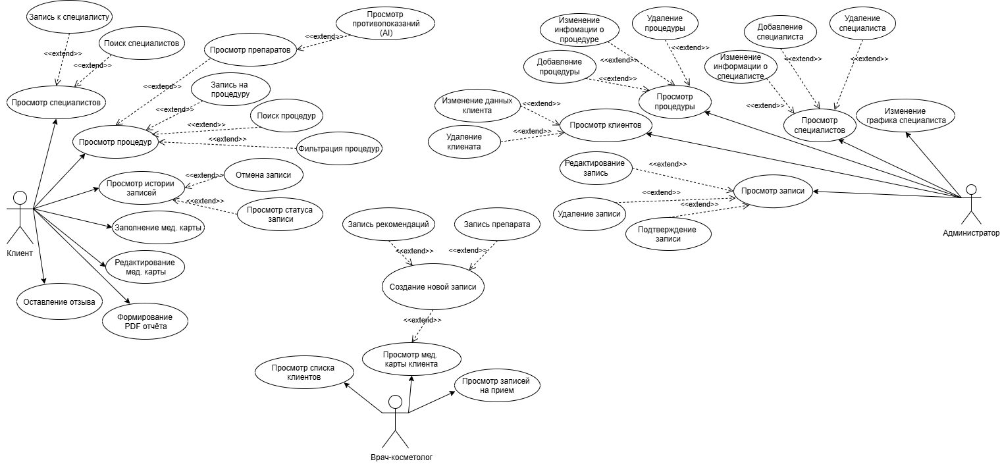 Запись к специалисту
<<extend>>
Поиск специалистов
<<extend>>
Просмотр специалистов
Просмотр
противопоказаний
(AI)
<<extend>>
Просмотр препаратов
<<extend>>
Запись на
процедуру
<<extend>>
Поиск процедур
<<extend>>
Просмотр процедур
<<extend>>
Фильтрация процедур
Просмотр истории
записей
<<extend>>
Отмена записи
<<extend>>
Просмотр статуса
записи
Заполнение мед. карты
Редактирование
мед. карты
Клиент
Оставление отзыва
Формирование
PDF отчёта
Запись рекомендаций
<<extend>>
Запись препарата
<<extend>>
Создание новой записи
<<extend>>
Просмотр мед.
карты клиента
Просмотр списка
клиентов
Просмотр записей
на прием
Врач-косметолог
Изменение
инфомации о
процедуре
<<extend>>
Удаление
процедуры
<<extend>>
Добавление
процедуры
<<extend>>
Просмотр
процедуры
Изменение данных
клиента
<<extend>>
Удаление
клиената
<<extend>>
Просмотр клиентов
Добавление
специалиста
<<extend>>
Удаление
специалиста
<<extend>>
Изменение
информации о
специалисте
<<extend>>
Просмотр
специалистов
Изменение
графика специалиста
Редактирование
запись
<<extend>>
Удаление записи
<<extend>>
Подтверждение
записи
<<extend>>
Просмотр записи
Администратор